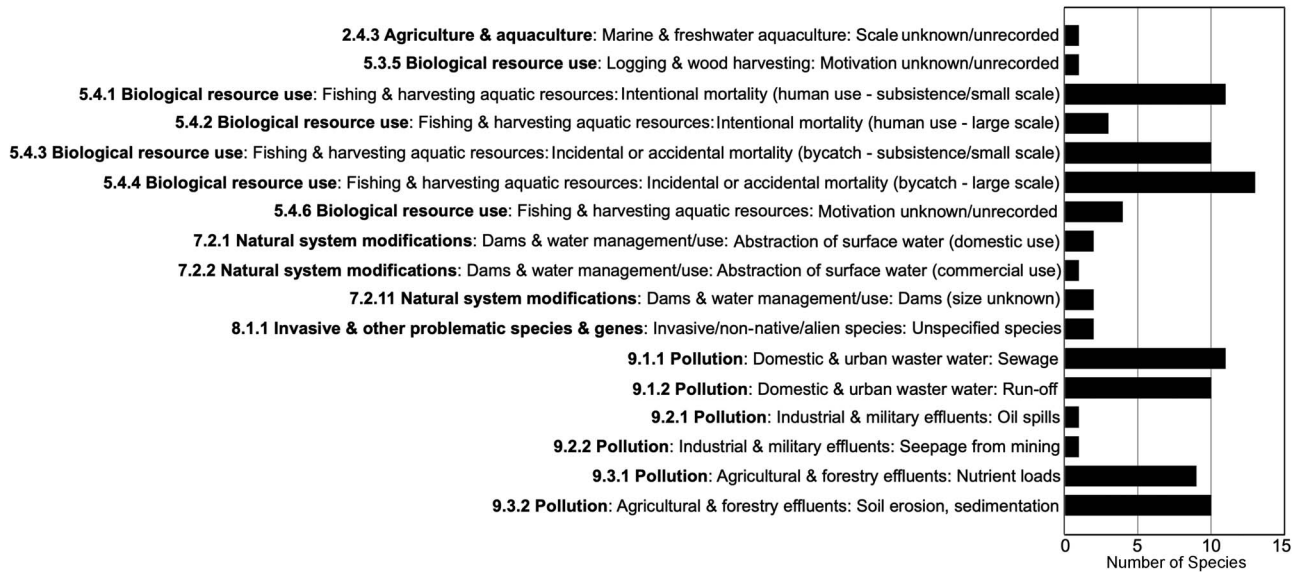 2.4.3 Agriculture & aquaculture: Marine & freshwater aquaculture: Scale unknown/unrecorded
5.3.5 Biological resource use: Logging & wood harvesting: Motivation unknown/unrecorded
5.4.1 Biological resource use: Fishing & harvesting aquatic resources: Intentional mortality (human use - subsistence/small scale)
5.4.2 Biological resource use: Fishing & harvesting aquatic resources: Intentional mortality (human use - large scale)
5.4.3 Biological resource use: Fishing & harvesting aquatic resources: Incidental or accidental mortality (bycatch - subsistence/small scale)
5.4.4 Biological resource use: Fishing & harvesting aquatic resources: Incidental or accidental mortality (bycatch - large scale)
5.4.6 Biological resource use: Fishing & harvesting aquatic resources: Motivation unknown/unrecorded
7.2.1 Natural system modifications: Dams & water management/use: Abstraction of surface water (domestic use)
7.2.2 Natural system modifications: Dams & water management/use: Abstraction of surface water (commercial use)
7.2.11 Natural system modifications: Dams & water management/use: Dams (size unknown)
8.1.1 Invasive & other problematic species & genes: Invasive/non-native/alien species: Unspecified species
9.1.1 Pollution: Domestic & urban waster water: Sewage
9.1.2 Pollution: Domestic & urban waster water: Run-off
9.2.1 Pollution: Industrial & military effluents: Oil spills
9.2.2 Pollution: Industrial & military effluents: Seepage from mining
9.3.1 Pollution: Agricultural & forestry effluents: Nutrient loads
9.3.2 Pollution: Agricultural & forestry effluents: Soil erosion, sedimentation
0 5 10 15
Number of Species